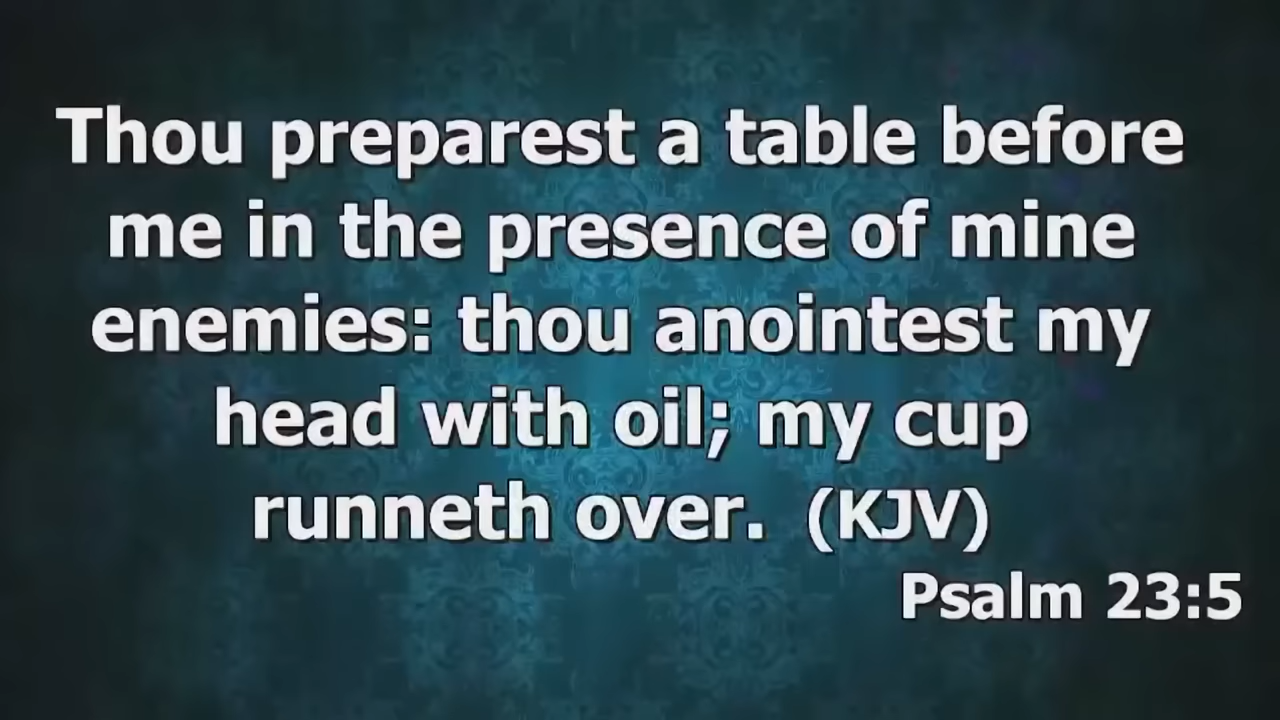 Thou preparest a table before
me in the presence of mine
enemies: thou anointest my
head with oil; my cup
runneth over. (KJV)
Psalm 23:5